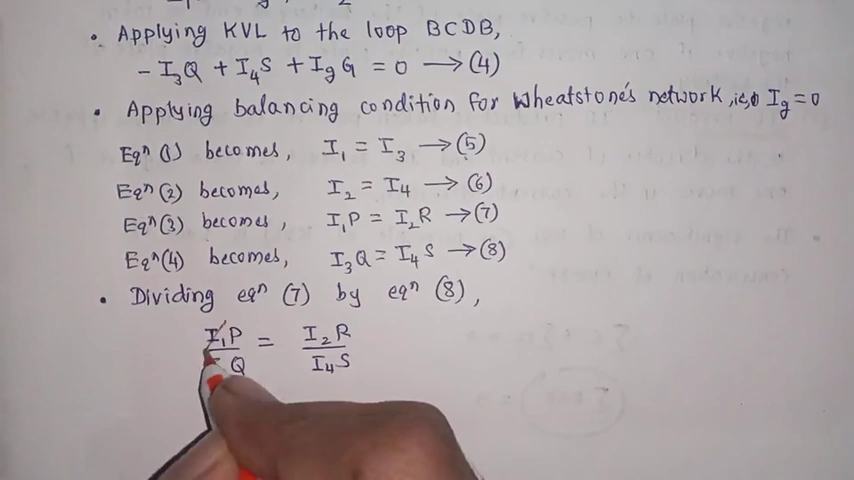 • Applying KVL to the loop BCDB,
- I₃Q + I₄S + IgG = 0 → (4)
• Applying balancing condition for Wheatstone's network, i.e, Ig = 0
Eqⁿ (1) becomes, I₁ = I₃ → (5)
Eqⁿ (2) becomes, I₂ = I₄ → (6)
Eqⁿ (3) becomes, I₁P = I₂R → (7)
Eqⁿ (4) becomes, I₃Q = I₄S → (8)
• Dividing eqⁿ (7) by eqⁿ (8),
I₁P = I₂R
Q I₄S